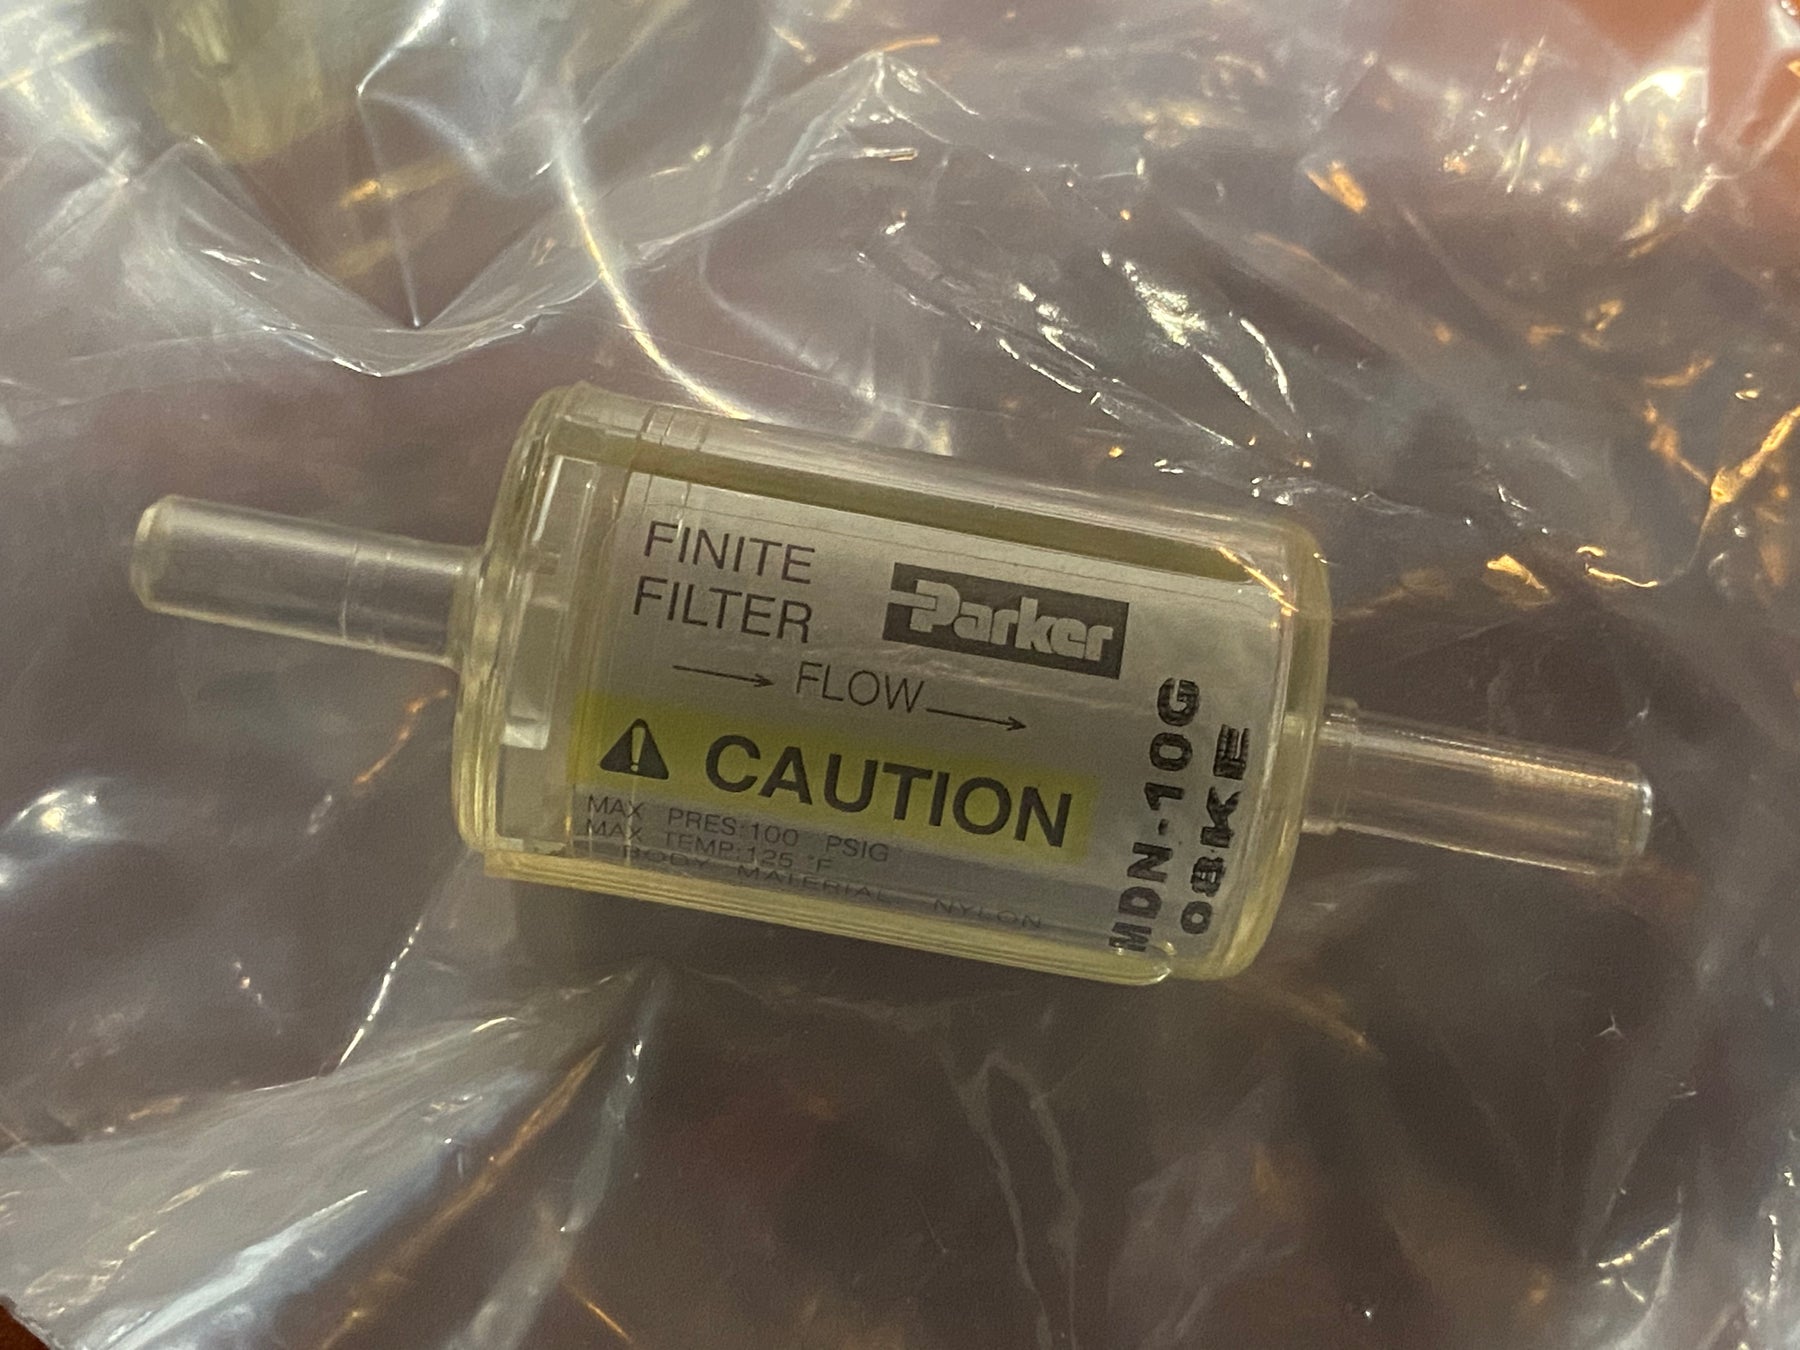 FINITE
FILTER
Parker
→ FLOW →
CAUTION
MAX PRES:100 PSIG
MAX TEMP:125 °F
BODY MATERIAL NYLON
MDN-10G
08KE